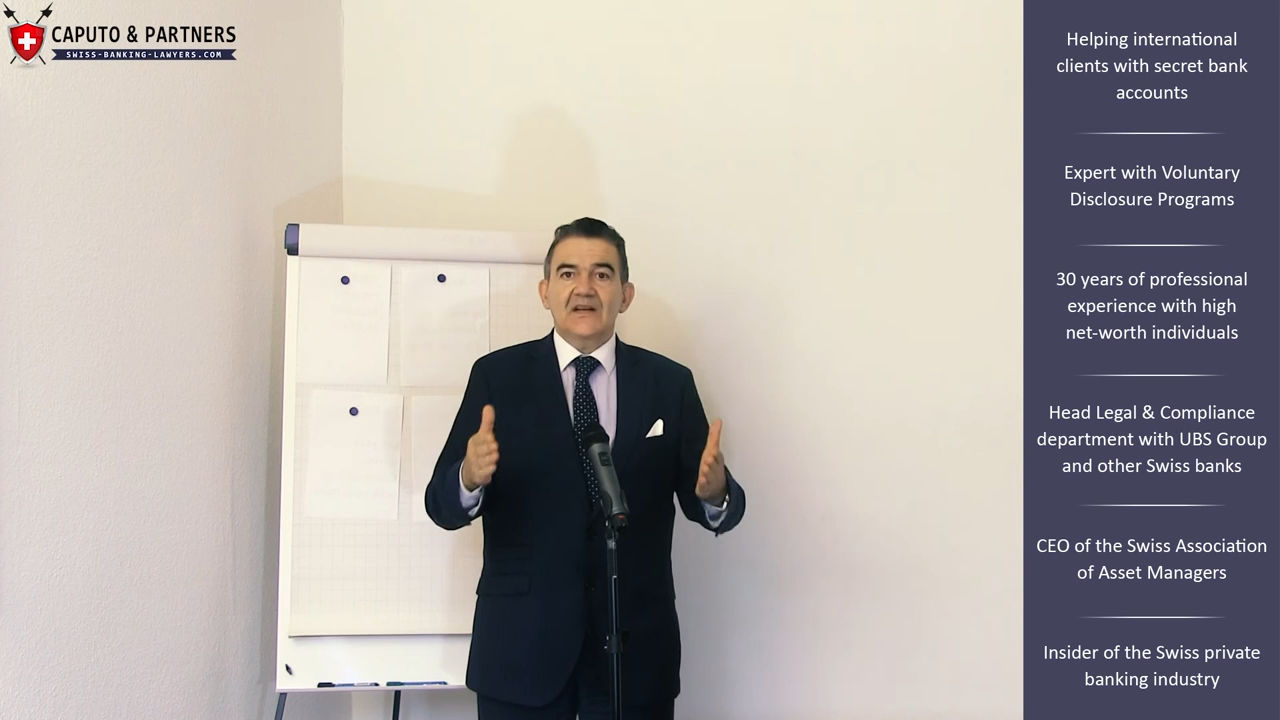 CAPUTO & PARTNERS
SWISS-BANKING-LAWYERS.COM
Helping international
clients with secret bank
accounts
Expert with Voluntary
Disclosure Programs
30 years of professional
experience with high
net-worth individuals
Head Legal & Compliance
department with UBS Group
and other Swiss banks
CEO of the Swiss Association
of Asset Managers
Insider of the Swiss private
banking industry